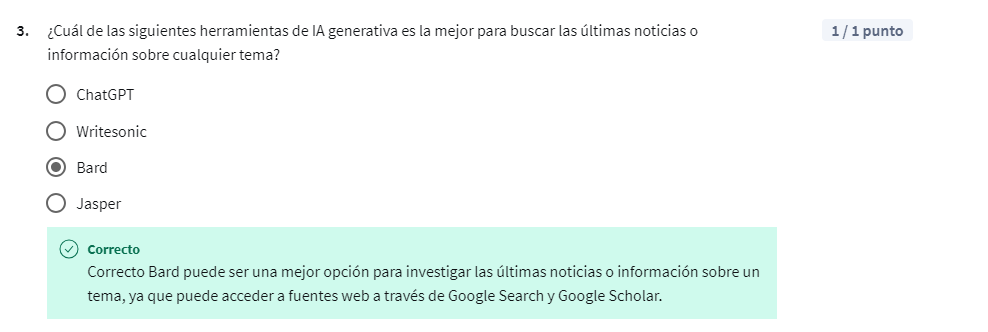 3. ¿Cuál de las siguientes herramientas de IA generativa es la mejor para buscar las últimas noticias o
información sobre cualquier tema?
1 / 1 punto
ChatGPT
Writesonic
Bard
Jasper
Correcto
Correcto Bard puede ser una mejor opción para investigar las últimas noticias o información sobre un
tema, ya que puede acceder a fuentes web a través de Google Search y Google Scholar.